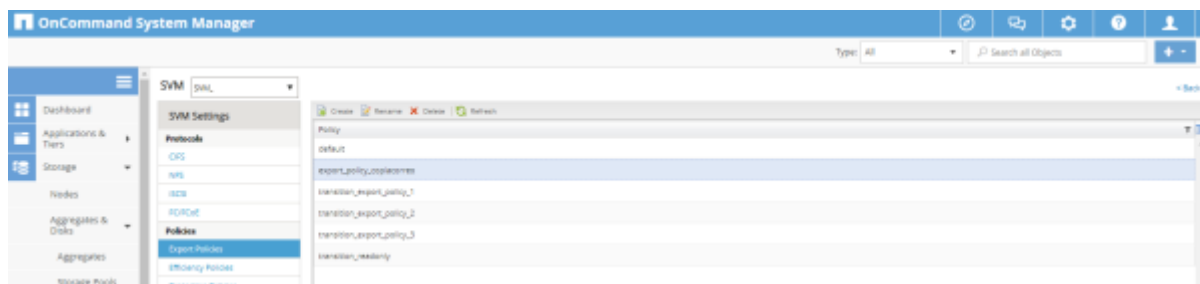 OnCommand System Manager
Type: All
Search all Objects
SVM SVM_
< Back
Dashboard
Applications & Tiers
Storage
Nodes
Aggregates & Disks
Aggregates
Storage Pools
SVM Settings
Protocols
CIFS
NFS
iSCSI
FC/FCoE
Policies
Export Policies
Efficiency Policies
Create Rename Delete Refresh
Policy
default
transition_export_policy_1
transition_export_policy_2
transition_export_policy_3
transition_readonly